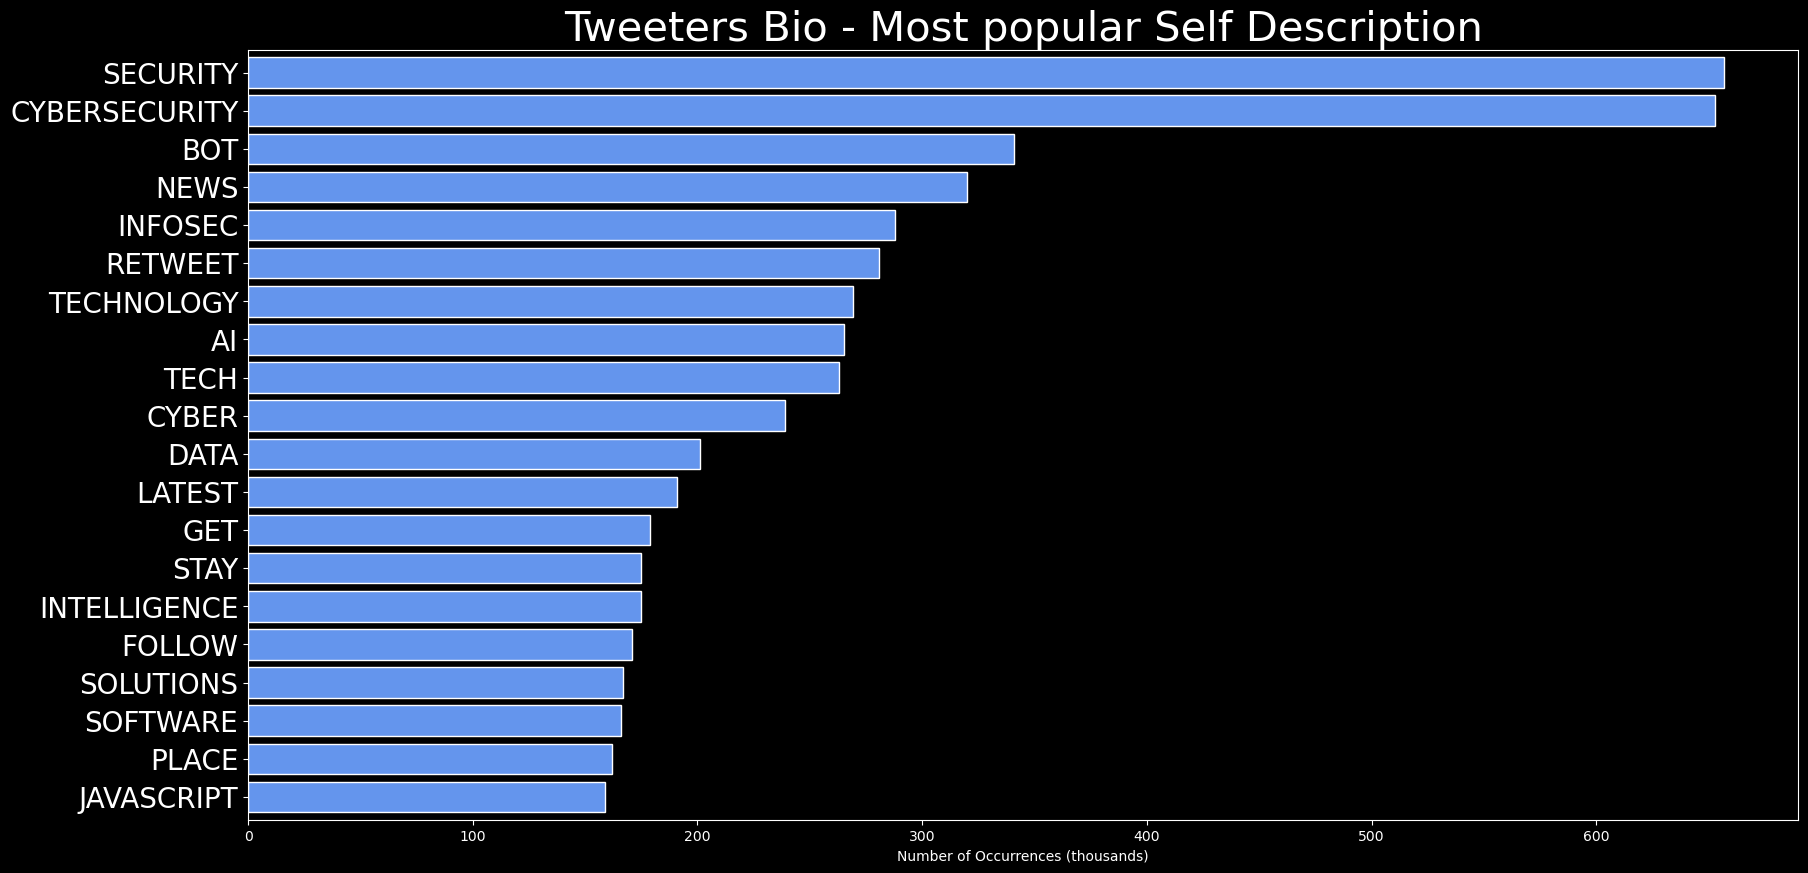 Tweeters Bio - Most popular Self Description
SECURITY
CYBERSECURITY
BOT
NEWS
INFOSEC
RETWEET
TECHNOLOGY
AI
TECH
CYBER
DATA
LATEST
GET
STAY
INTELLIGENCE
FOLLOW
SOLUTIONS
SOFTWARE
PLACE
JAVASCRIPT
0 100 200 300 400 500 600
Number of Occurrences (thousands)